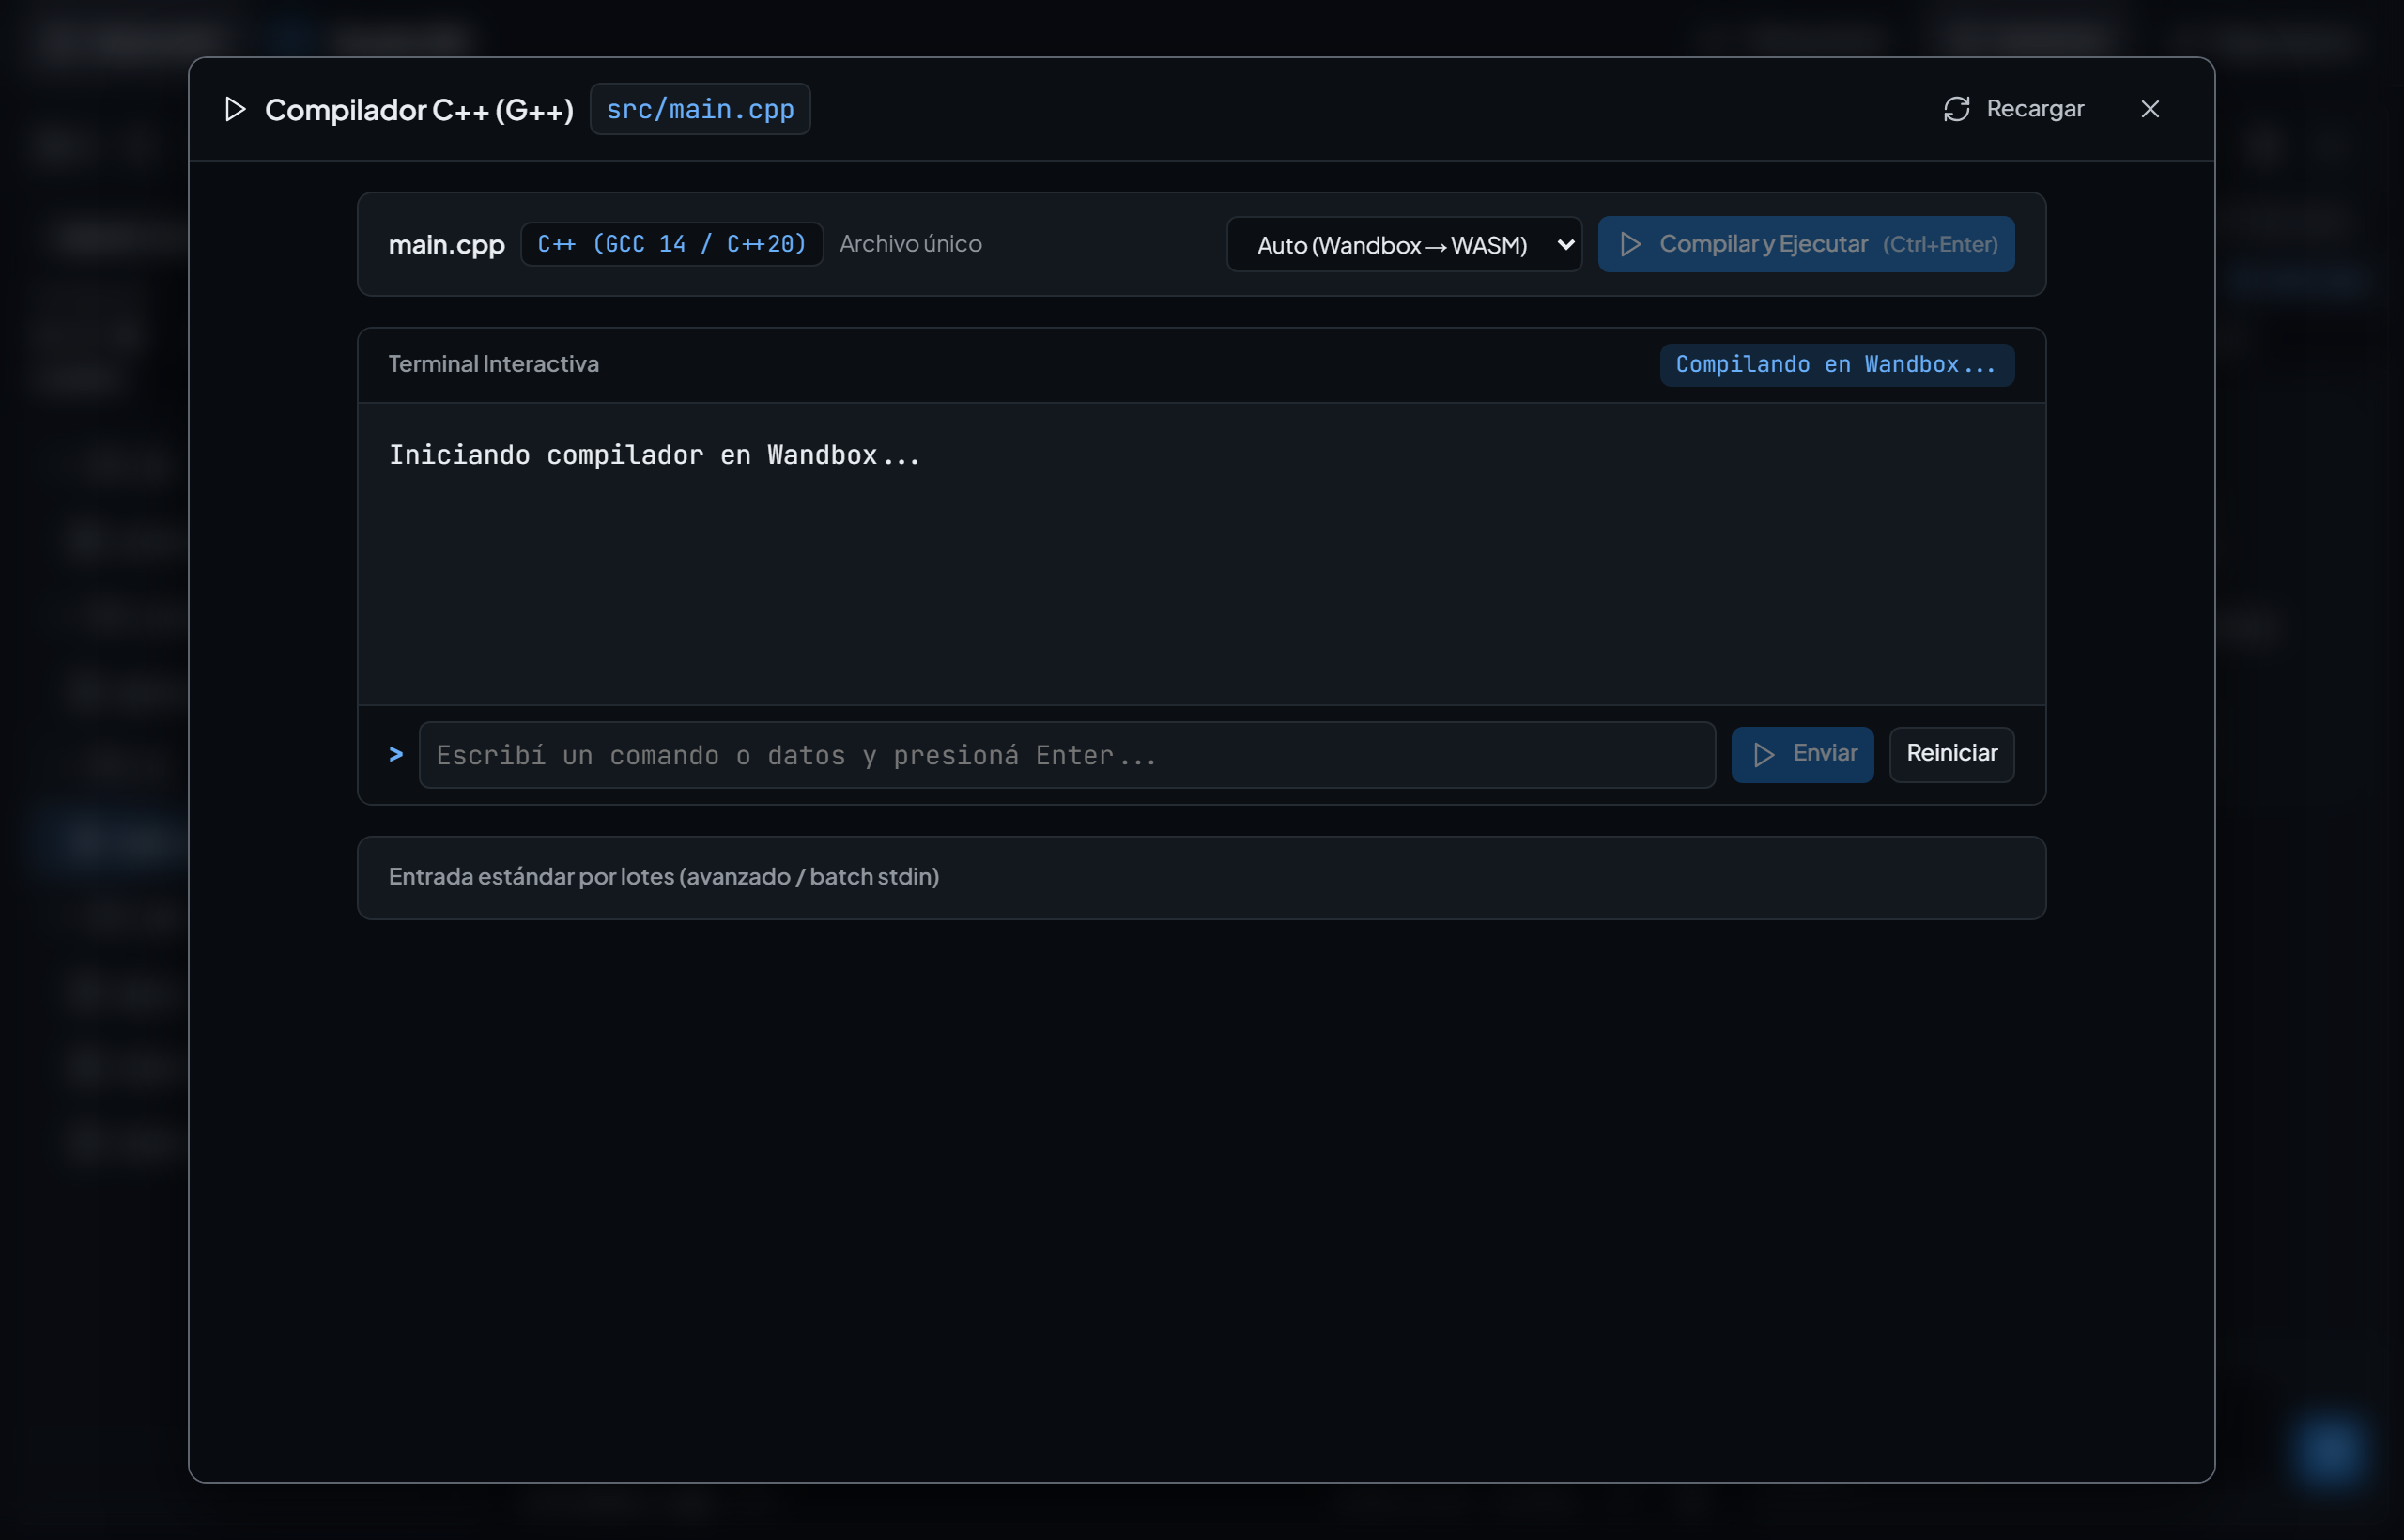 Compilador C++ (G++) src/main.cpp Recargar
main.cpp C++ (GCC 14 / C++20) Archivo único Auto (Wandbox→WASM) Compilar y Ejecutar (Ctrl+Enter)
Terminal Interactiva Compilando en Wandbox...
Iniciando compilador en Wandbox...
> Escribí un comando o datos y presioná Enter... Enviar Reiniciar
Entrada estándar por lotes (avanzado / batch stdin)